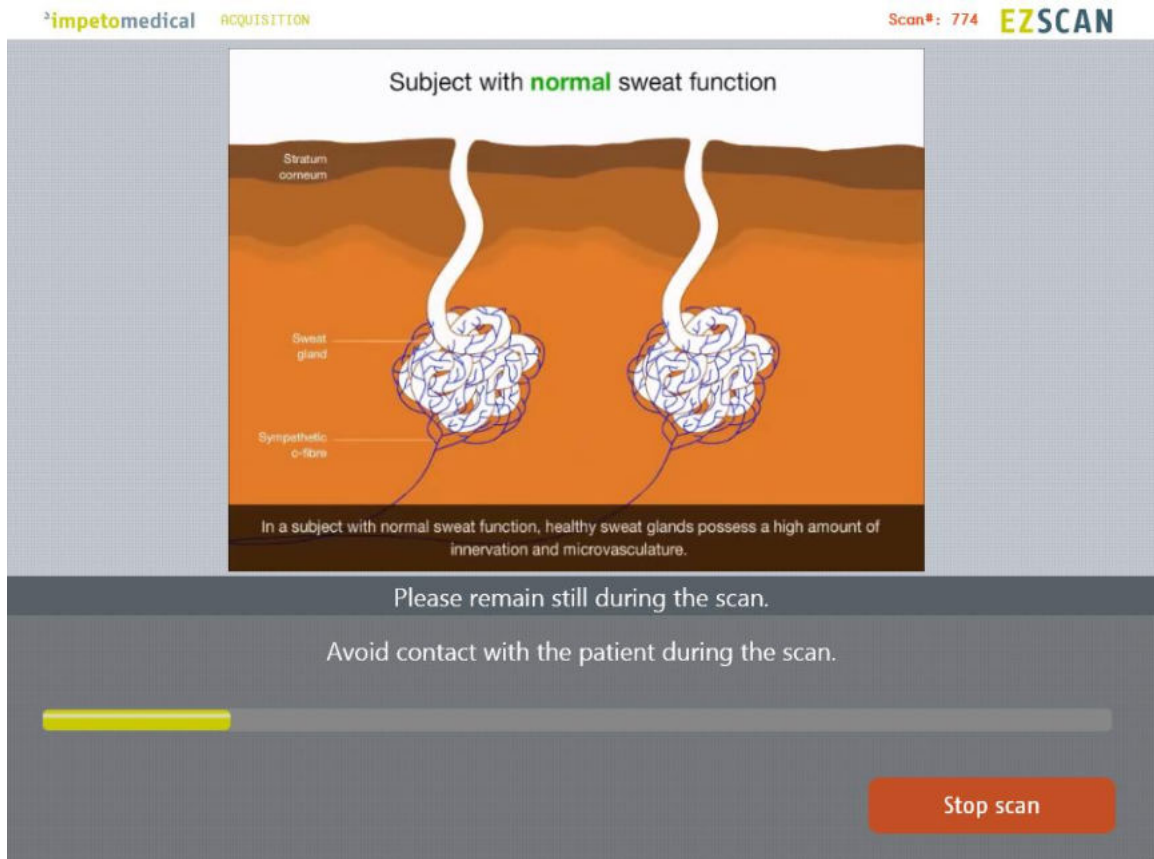 impetomedical
ACQUISITION
Scan#: 774
EZSCAN
Subject with normal sweat function
Stratum
corneum
Sweat
gland
Sympathetic
c-fibre
In a subject with normal sweat function, healthy sweat glands possess a high amount of
innervation and microvasculature.
Please remain still during the scan.
Avoid contact with the patient during the scan.
Stop scan